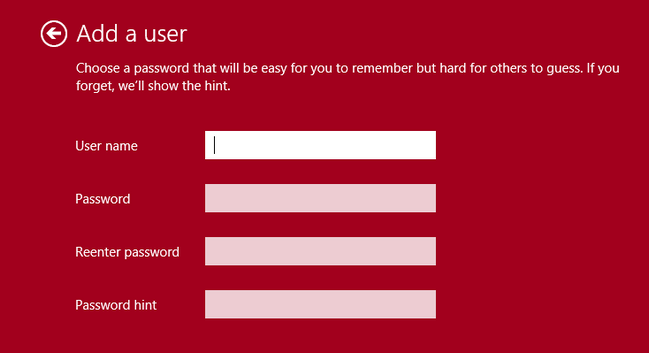 Add a user
Choose a password that will be easy for you to remember but hard for others to guess. If you
forget, we'll show the hint.
User name
Password
Reenter password
Password hint